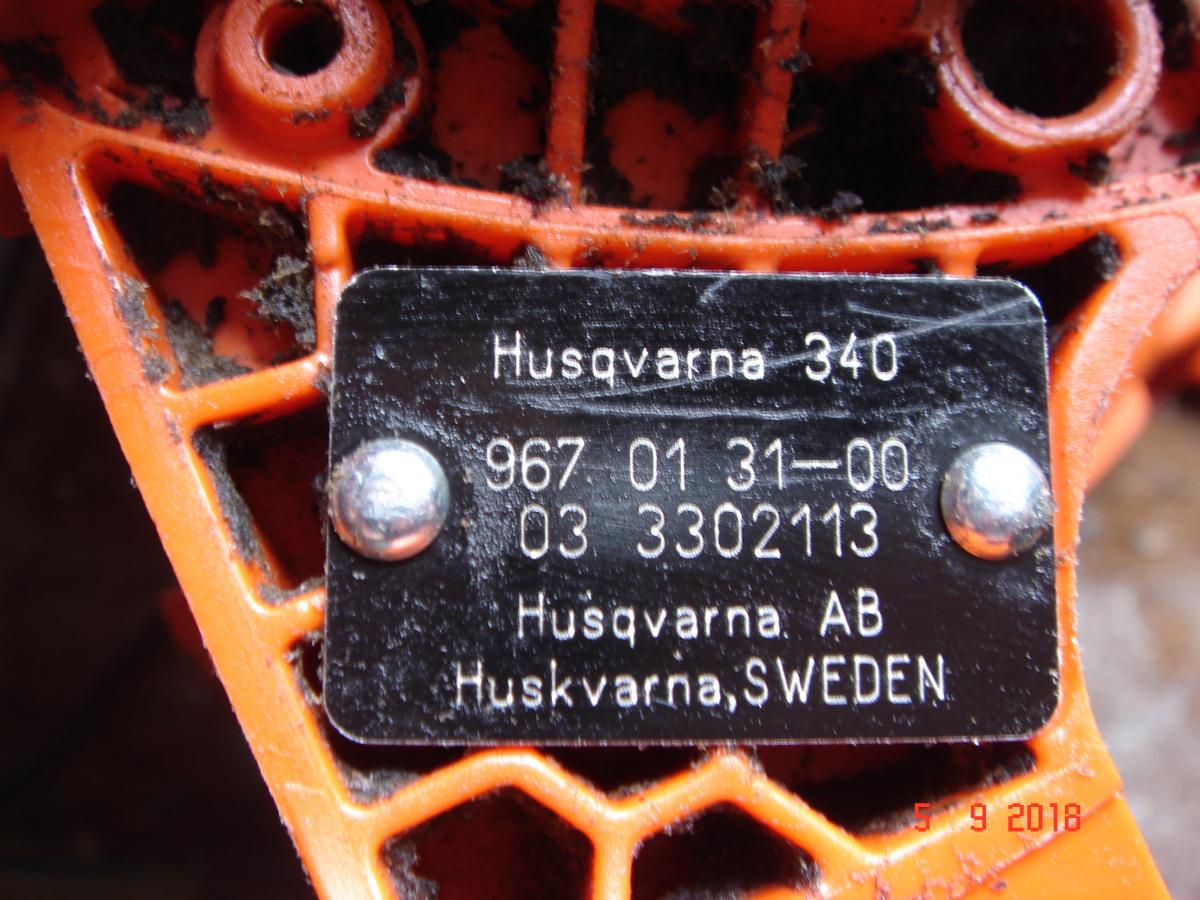 Husqvarna 340
967 01 31-00
03 3302113
Husqvarna AB
Huskvarna,SWEDEN
5 9 2018